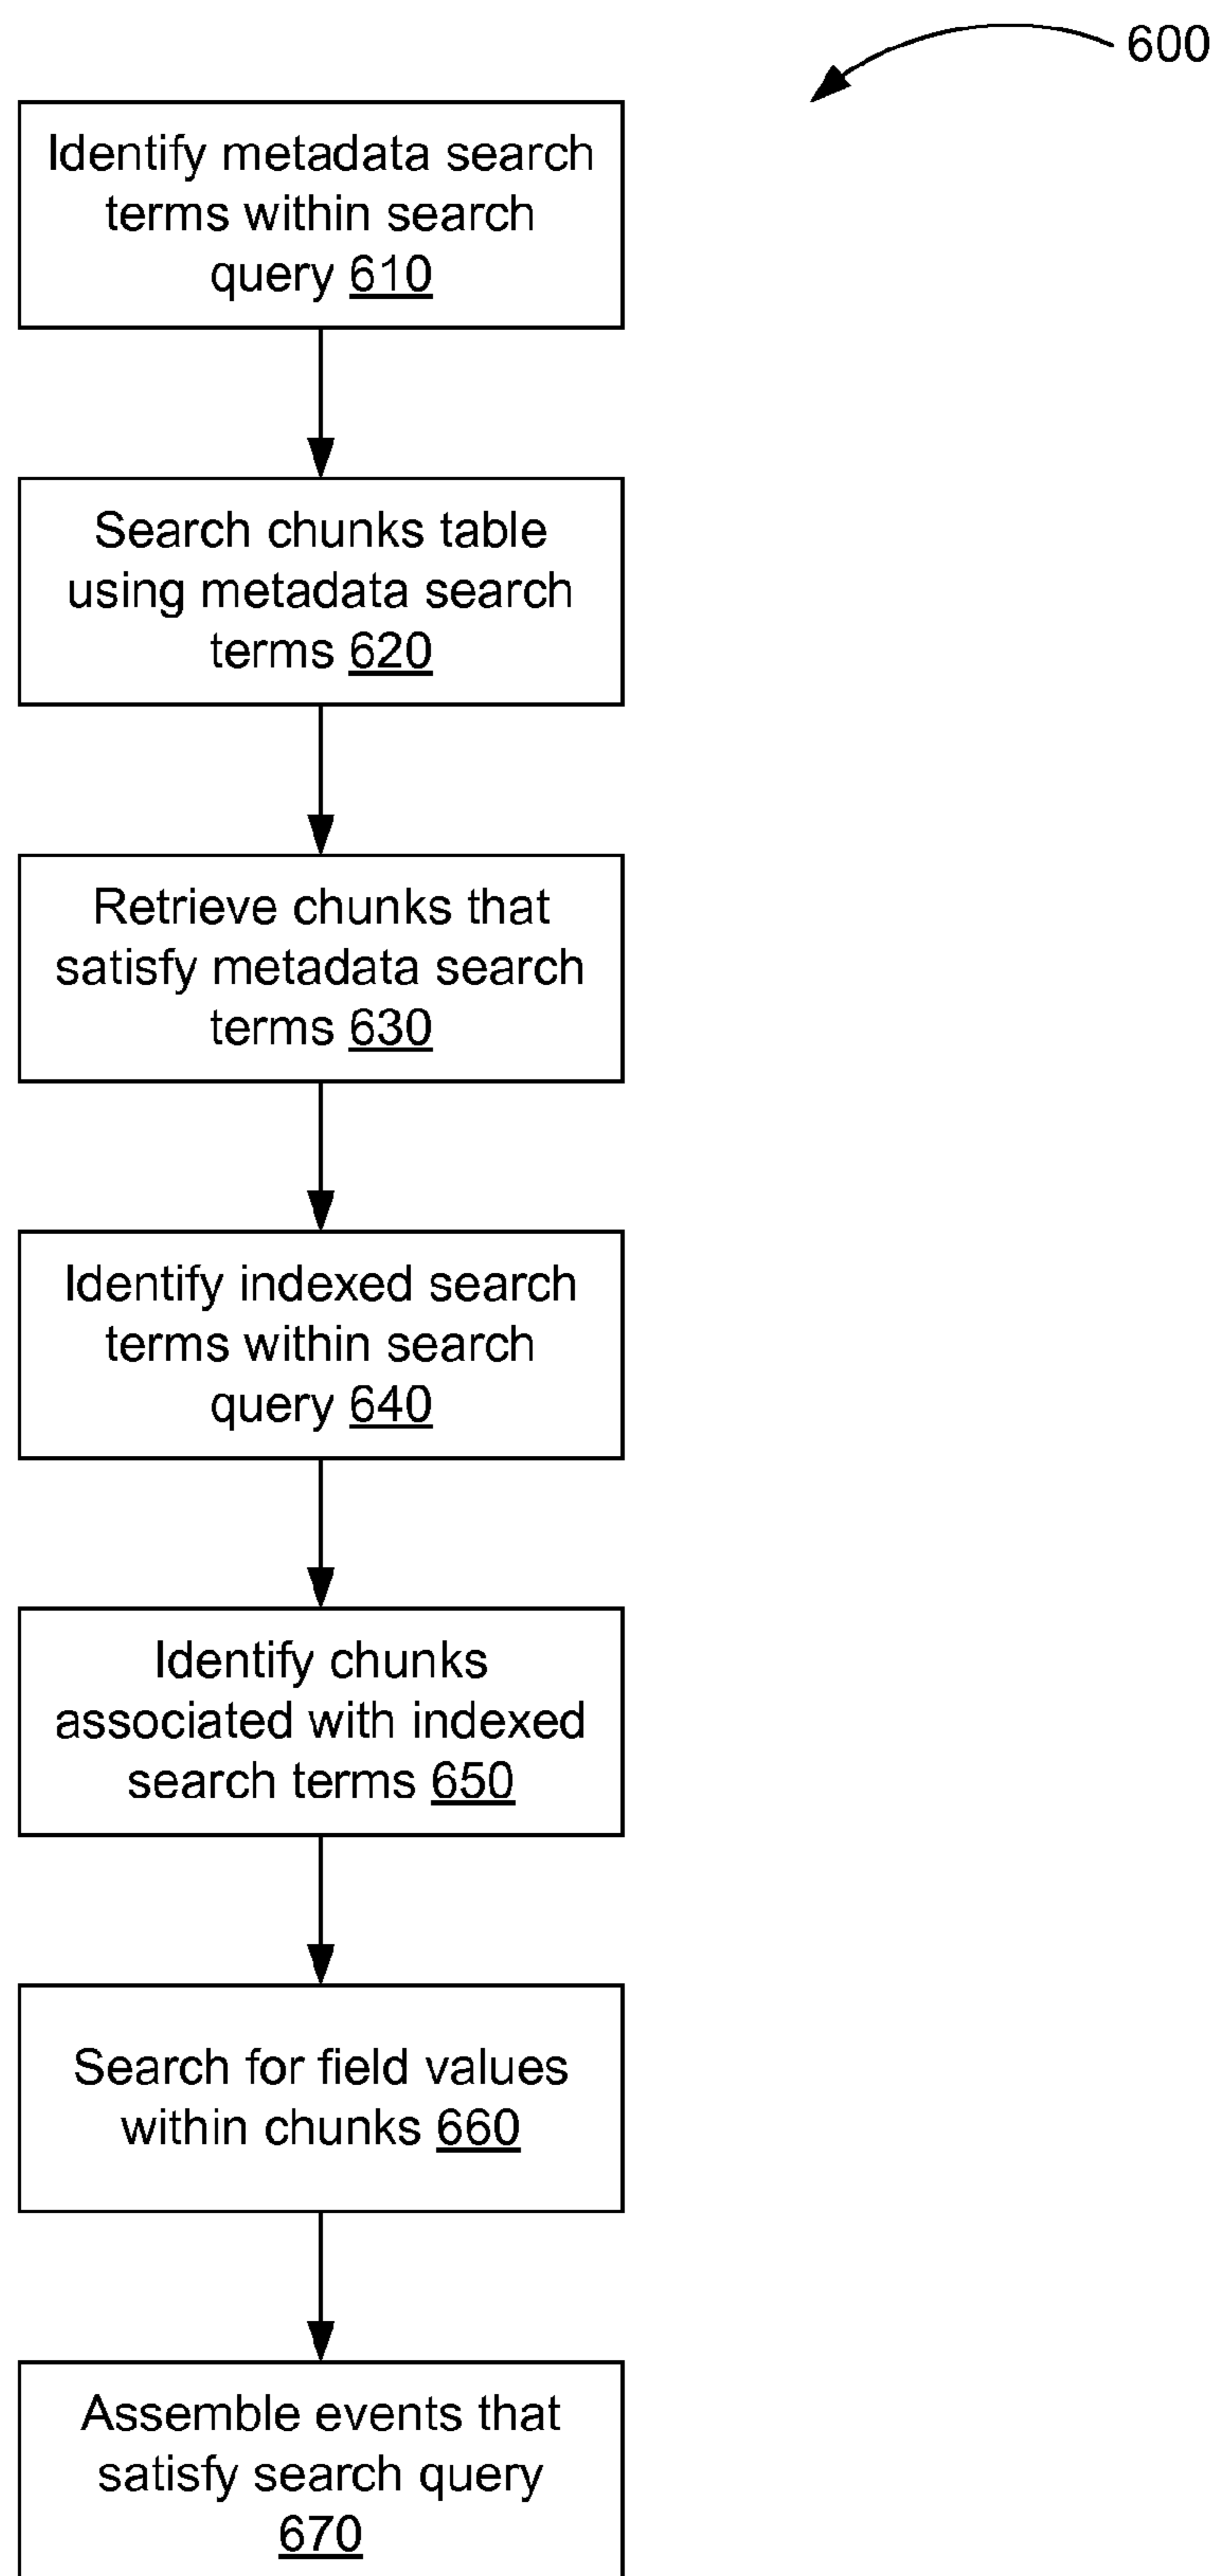 600
Identify metadata search
terms within search
query 610
Search chunks table
using metadata search
terms 620
Retrieve chunks that
satisfy metadata search
terms 630
Identify indexed search
terms within search
query 640
Identify chunks
associated with indexed
search terms 650
Search for field values
within chunks 660
Assemble events that
satisfy search query
670